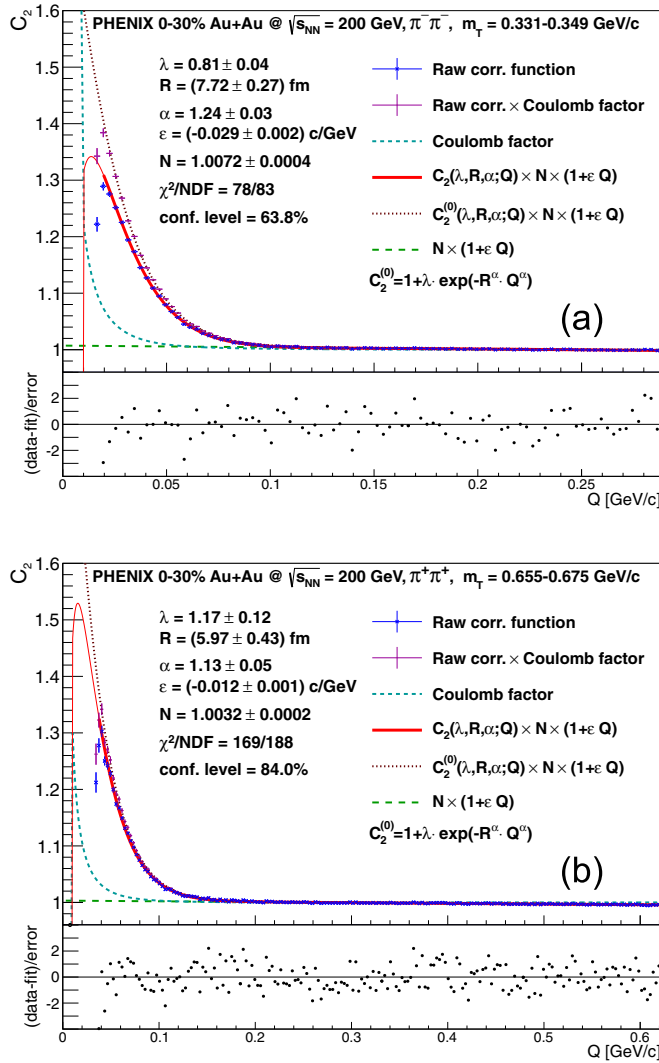 C₂
PHENIX 0-30% Au+Au @ √sNN = 200 GeV, π⁻π⁻, mT = 0.331-0.349 GeV/c
λ = 0.81 ± 0.04
R = (7.72 ± 0.27) fm
α = 1.24 ± 0.03
ε = (-0.029 ± 0.002) c/GeV
N = 1.0072 ± 0.0004
χ²/NDF = 78/83
conf. level = 63.8%
Raw corr. function
Raw corr. × Coulomb factor
Coulomb factor
C₂(λ,R,α;Q) × N × (1+ε Q)
C₂⁽⁰⁾(λ,R,α;Q) × N × (1+ε Q)
N × (1+ε Q)
C₂⁽⁰⁾=1+λ· exp(-Rᵅ· Qᵅ)
(a)
1.6
1.5
1.4
1.3
1.2
1.1
1
(data-fit)/error
2
0
-2
0 0.05 0.1 0.15 0.2 0.25
Q [GeV/c]
C₂
PHENIX 0-30% Au+Au @ √sNN = 200 GeV, π⁺π⁺, mT = 0.655-0.675 GeV/c
λ = 1.17 ± 0.12
R = (5.97 ± 0.43) fm
α = 1.13 ± 0.05
ε = (-0.012 ± 0.001) c/GeV
N = 1.0032 ± 0.0002
χ²/NDF = 169/188
conf. level = 84.0%
Raw corr. function
Raw corr. × Coulomb factor
Coulomb factor
C₂(λ,R,α;Q) × N × (1+ε Q)
C₂⁽⁰⁾(λ,R,α;Q) × N × (1+ε Q)
N × (1+ε Q)
C₂⁽⁰⁾=1+λ· exp(-Rᵅ· Qᵅ)
(b)
1.6
1.5
1.4
1.3
1.2
1.1
1
(data-fit)/error
2
0
-2
0 0.1 0.2 0.3 0.4 0.5 0.6
Q [GeV/c]